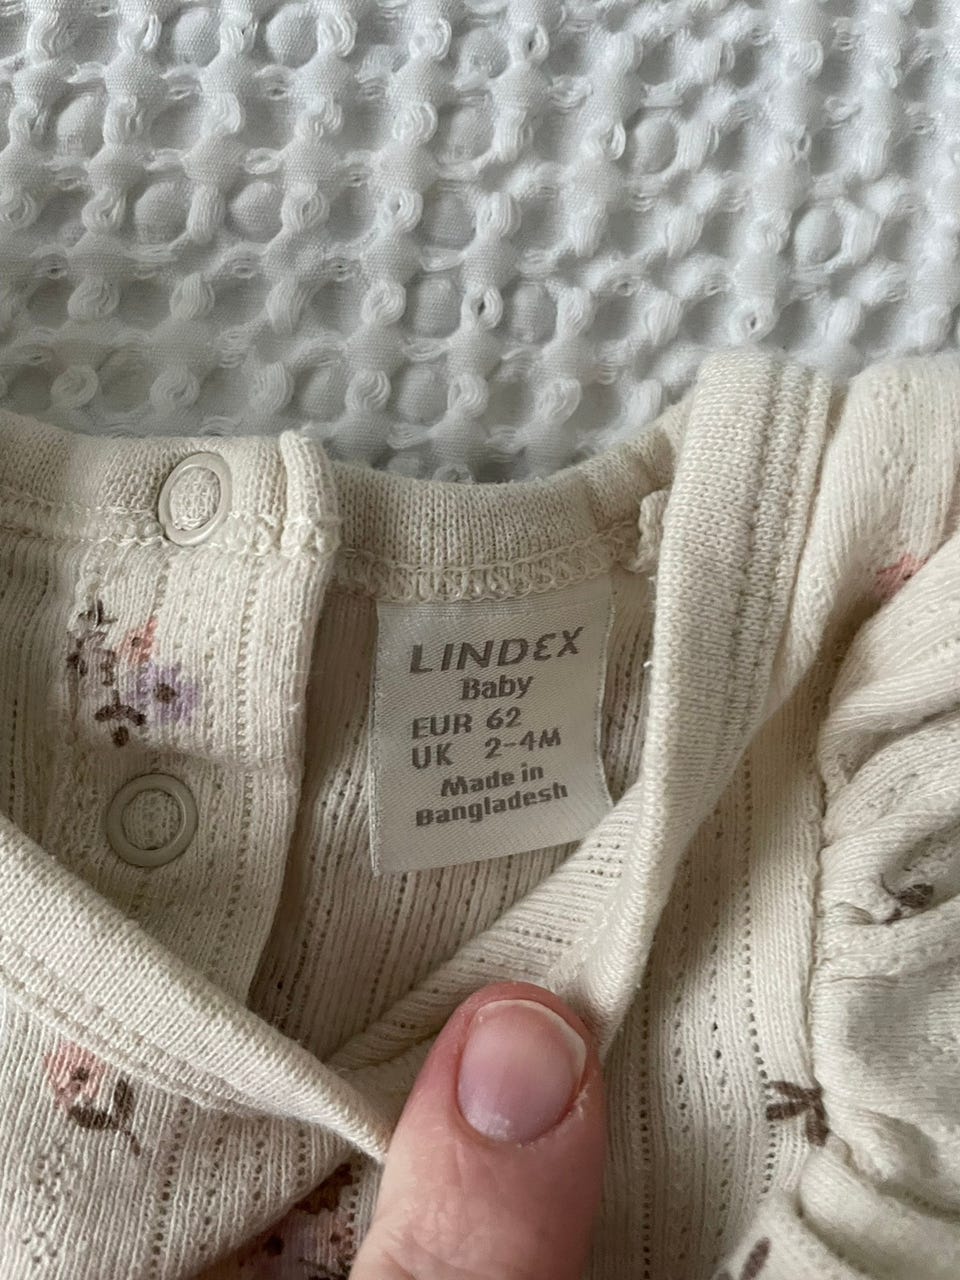 LINDEX
Baby
EUR 62
UK 2-4M
Made in
Bangladesh